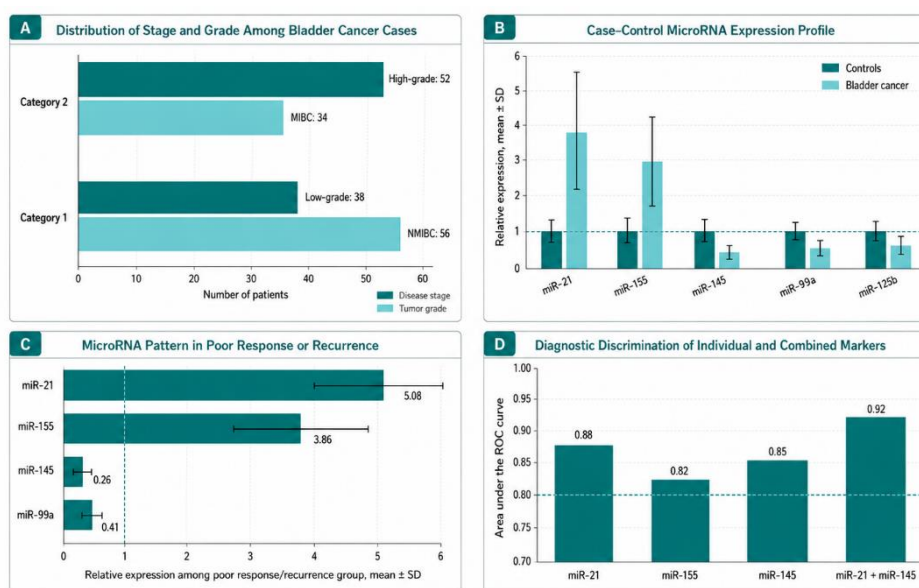 A
Distribution of Stage and Grade Among Bladder Cancer Cases
Category 2
High-grade: 52
MIBC: 34
Category 1
Low-grade: 38
NMIBC: 56
0
10
20
30
40
50
60
Number of patients
Disease stage
Tumor grade
B
Case–Control MicroRNA Expression Profile
Relative expression, mean ± SD
6
5
4
3
2
1
0
Controls
Bladder cancer
miR-21
miR-155
miR-145
miR-99a
miR-125b
C
MicroRNA Pattern in Poor Response or Recurrence
miR-21
5.08
miR-155
3.86
miR-145
0.26
miR-99a
0.41
0
1
2
3
4
5
6
Relative expression among poor response/recurrence group, mean ± SD
D
Diagnostic Discrimination of Individual and Combined Markers
Area under the ROC curve
1.00
0.95
0.90
0.85
0.80
0.75
0.70
0.88
0.82
0.85
0.92
miR-21
miR-155
miR-145
miR-21 + miR-145